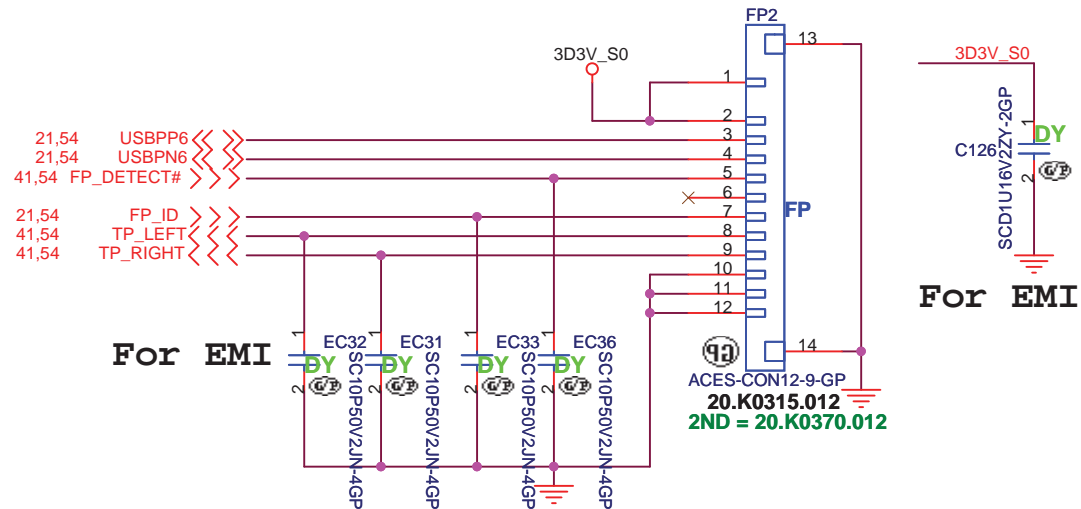 FP2
3D3V_S0
13
1
2
21,54 USBPP6
3
21,54 USBPN6
4
41,54 FP_DETECT#
5
6
21,54 FP_ID
7
FP
41,54 TP_LEFT
8
41,54 TP_RIGHT
9
10
11
12
14
ACES-CON12-9-GP
20.K0315.012
2ND = 20.K0370.012
For EMI
1
EC32
DY
2
G/P
SC10P50V2JN-4GP
1
EC31
DY
2
G/P
SC10P50V2JN-4GP
1
EC33
DY
2
G/P
SC10P50V2JN-4GP
1
EC36
DY
2
G/P
SC10P50V2JN-4GP
3D3V_S0
1
DY
C126
2
G/P
SCD1U16V2ZY-2GP
For EMI